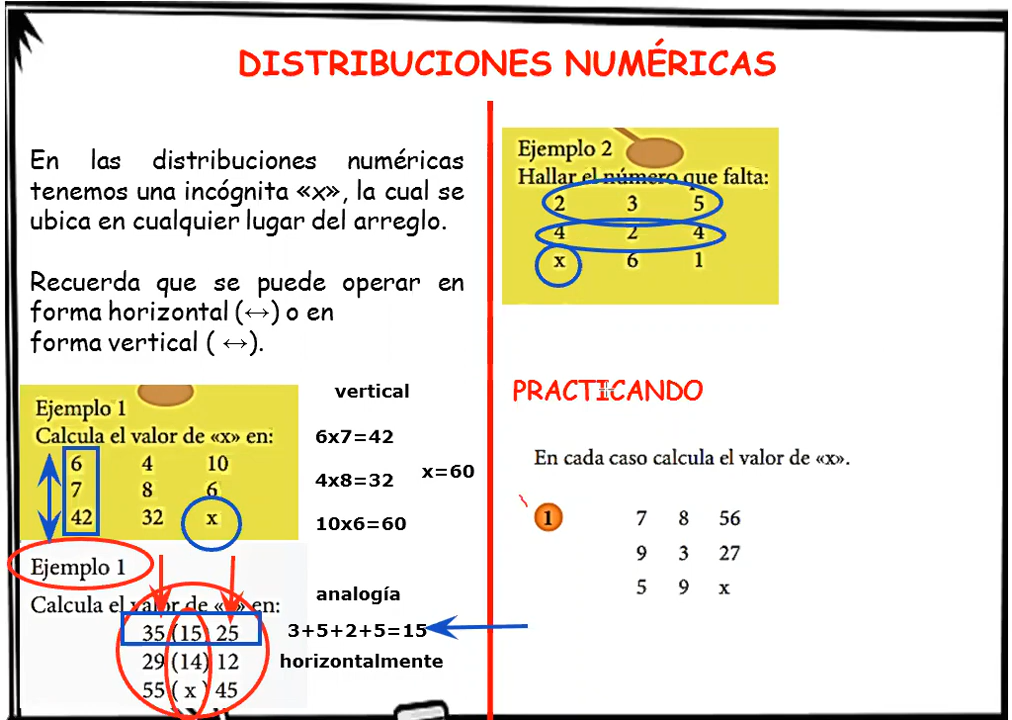 DISTRIBUCIONES NUMÉRICAS
En las distribuciones numéricas
tenemos una incógnita «x», la cual se
ubica en cualquier lugar del arreglo.
Recuerda que se puede operar en
forma horizontal (↔) o en
forma vertical ( ↔).
Ejemplo 1
Calcula el valor de «x» en:
6 4 10
7 8 6
42 32 x
vertical
6x7=42
4x8=32
x=60
10x6=60
Ejemplo 1
Calcula el valor de «x» en:
35 (15) 25
29 (14) 12
55 ( x ) 45
analogía
3+5+2+5=15
horizontalmente
Ejemplo 2
Hallar el número que falta:
2 3 5
4 2 4
x 6 1
PRACTICANDO
En cada caso calcula el valor de «x».
1
7 8 56
9 3 27
5 9 x